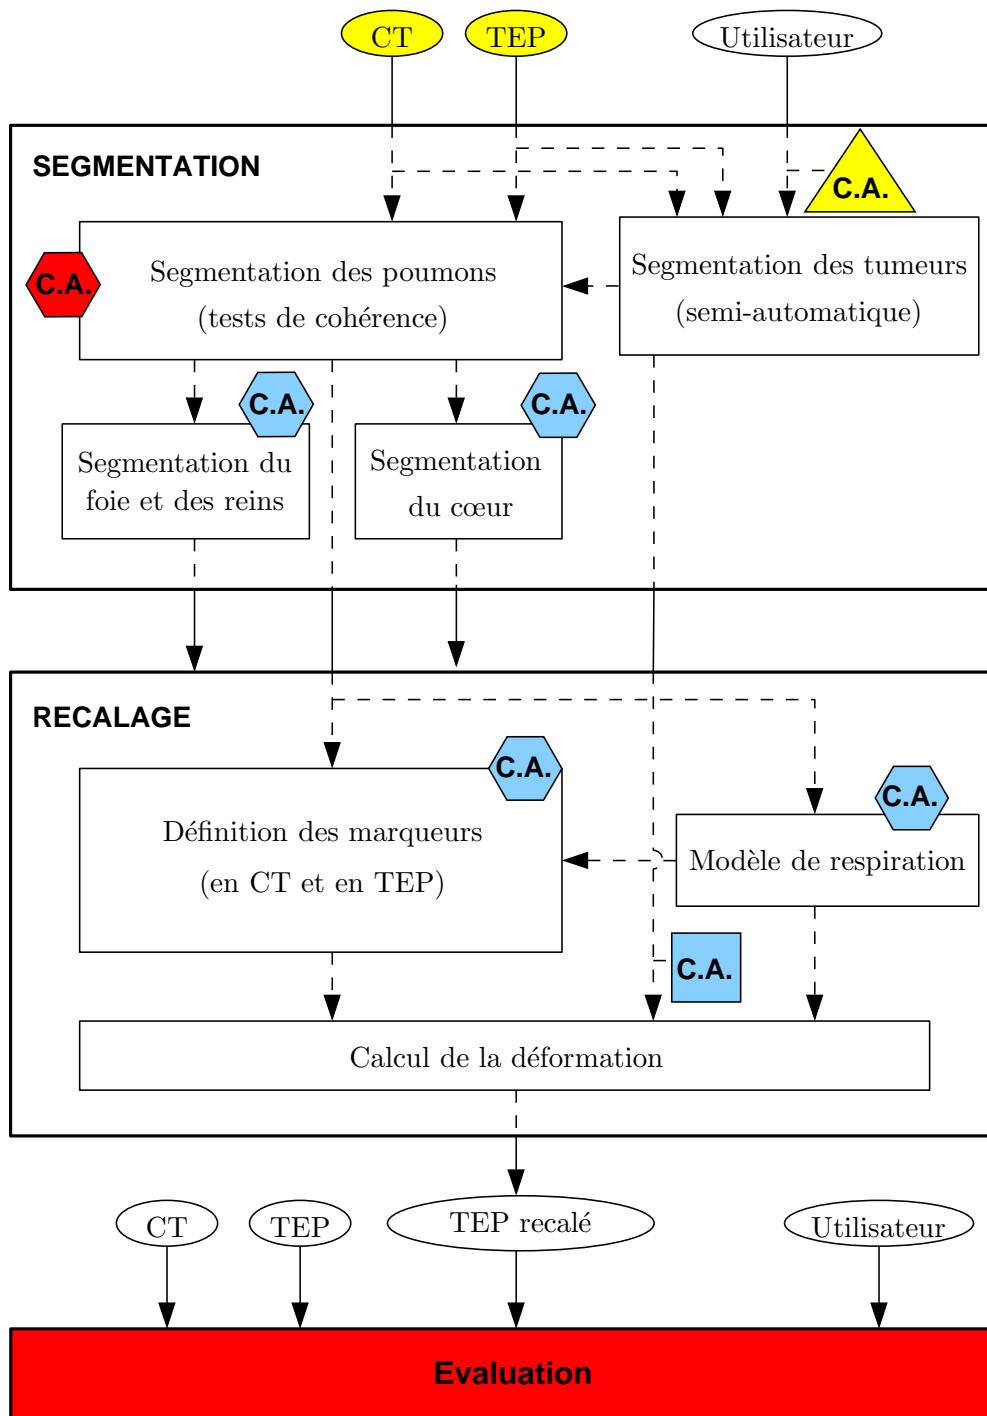 CT
TEP
Utilisateur
SEGMENTATION
C.A.
C.A.
Segmentation des poumons
(tests de cohérence)
Segmentation des tumeurs
(semi-automatique)
C.A.
C.A.
Segmentation du
foie et des reins
Segmentation
du cœur
RECALAGE
C.A.
C.A.
Définition des marqueurs
(en CT et en TEP)
Modèle de respiration
C.A.
Calcul de la déformation
CT
TEP
TEP recalé
Utilisateur
Evaluation